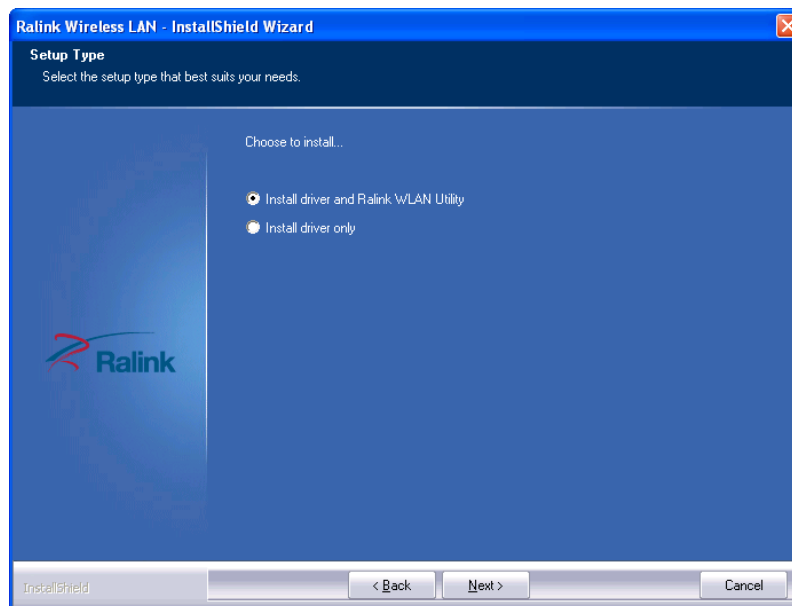 Ralink Wireless LAN - InstallShield Wizard
Setup Type
Select the setup type that best suits your needs.
Choose to install...
Install driver and Ralink WLAN Utility
Install driver only
Ralink
InstallShield
< Back
Next >
Cancel